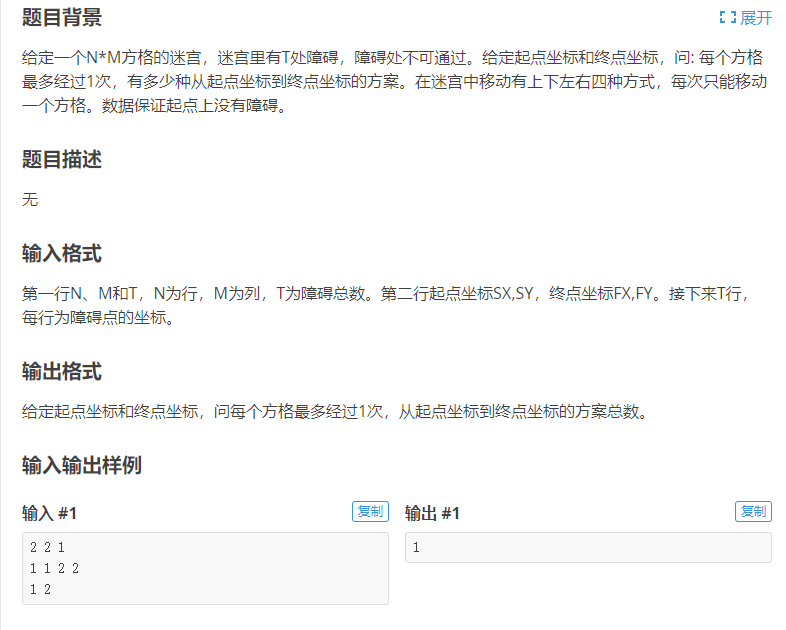 题目背景
展开
给定一个N*M方格的迷宫，迷宫里有T处障碍，障碍处不可通过。给定起点坐标和终点坐标，问: 每个方格
最多经过1次，有多少种从起点坐标到终点坐标的方案。在迷宫中移动有上下左右四种方式，每次只能移动
一个方格。数据保证起点上没有障碍。
题目描述
无
输入格式
第一行N、M和T，N为行，M为列，T为障碍总数。第二行起点坐标SX,SY，终点坐标FX,FY。接下来T行，
每行为障碍点的坐标。
输出格式
给定起点坐标和终点坐标，问每个方格最多经过1次，从起点坐标到终点坐标的方案总数。
输入输出样例
输入 #1
复制
2 2 1
1 1 2 2
1 2
输出 #1
复制
1